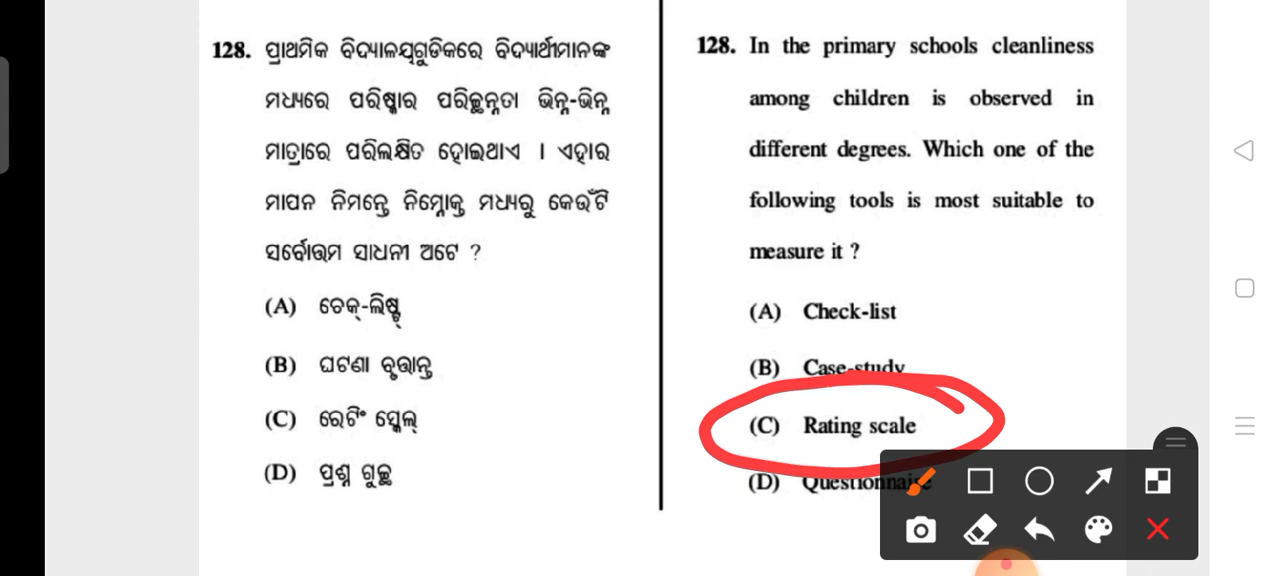 128. ପ୍ରାଥମିକ ବିଦ୍ୟାଳୟଗୁଡିକରେ ବିଦ୍ୟାର୍ଥୀମାନଙ୍କ
ମଧ୍ୟରେ ପରିଷ୍କାର ପରିଚ୍ଛନ୍ନତା ଭିନ୍ନ-ଭିନ୍ନ
ମାତ୍ରାରେ ପରିଲକ୍ଷିତ ହୋଇଥାଏ । ଏହାର
ମାପନ ନିମନ୍ତେ ନିମ୍ନୋକ୍ତ ମଧ୍ୟରୁ କେଉଁଟି
ସର୍ବୋତ୍ତମ ସାଧନୀ ଅଟେ ?
(A) ଚେକ୍-ଲିଷ୍ଟ୍
(B) ଘଟଣା ବୃତ୍ତାନ୍ତ
(C) ରେଟିଂ ସ୍କେଲ୍
(D) ପ୍ରଶ୍ନ ଗୁଚ୍ଛ
128. In the primary schools cleanliness
among children is observed in
different degrees. Which one of the
following tools is most suitable to
measure it ?
(A) Check-list
(B) Case-study
(C) Rating scale
(D) Questionnaire